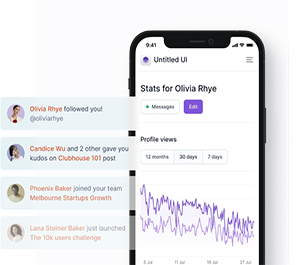 9:41
Untitled UI
Stats for Olivia Rhye
Messages
Edit
Profile views
12 months
30 days
7 days
3 Jul
11 Jul
19 Jul
27 Jul
Olivia Rhye followed you!
@oliviarhye
Candice Wu and 2 other gave you
kudos on Clubhouse 101 post
Phoenix Baker joined your team
Melbourne Startups Growth
Lana Steiner Baker just launched
The 10k users challenge